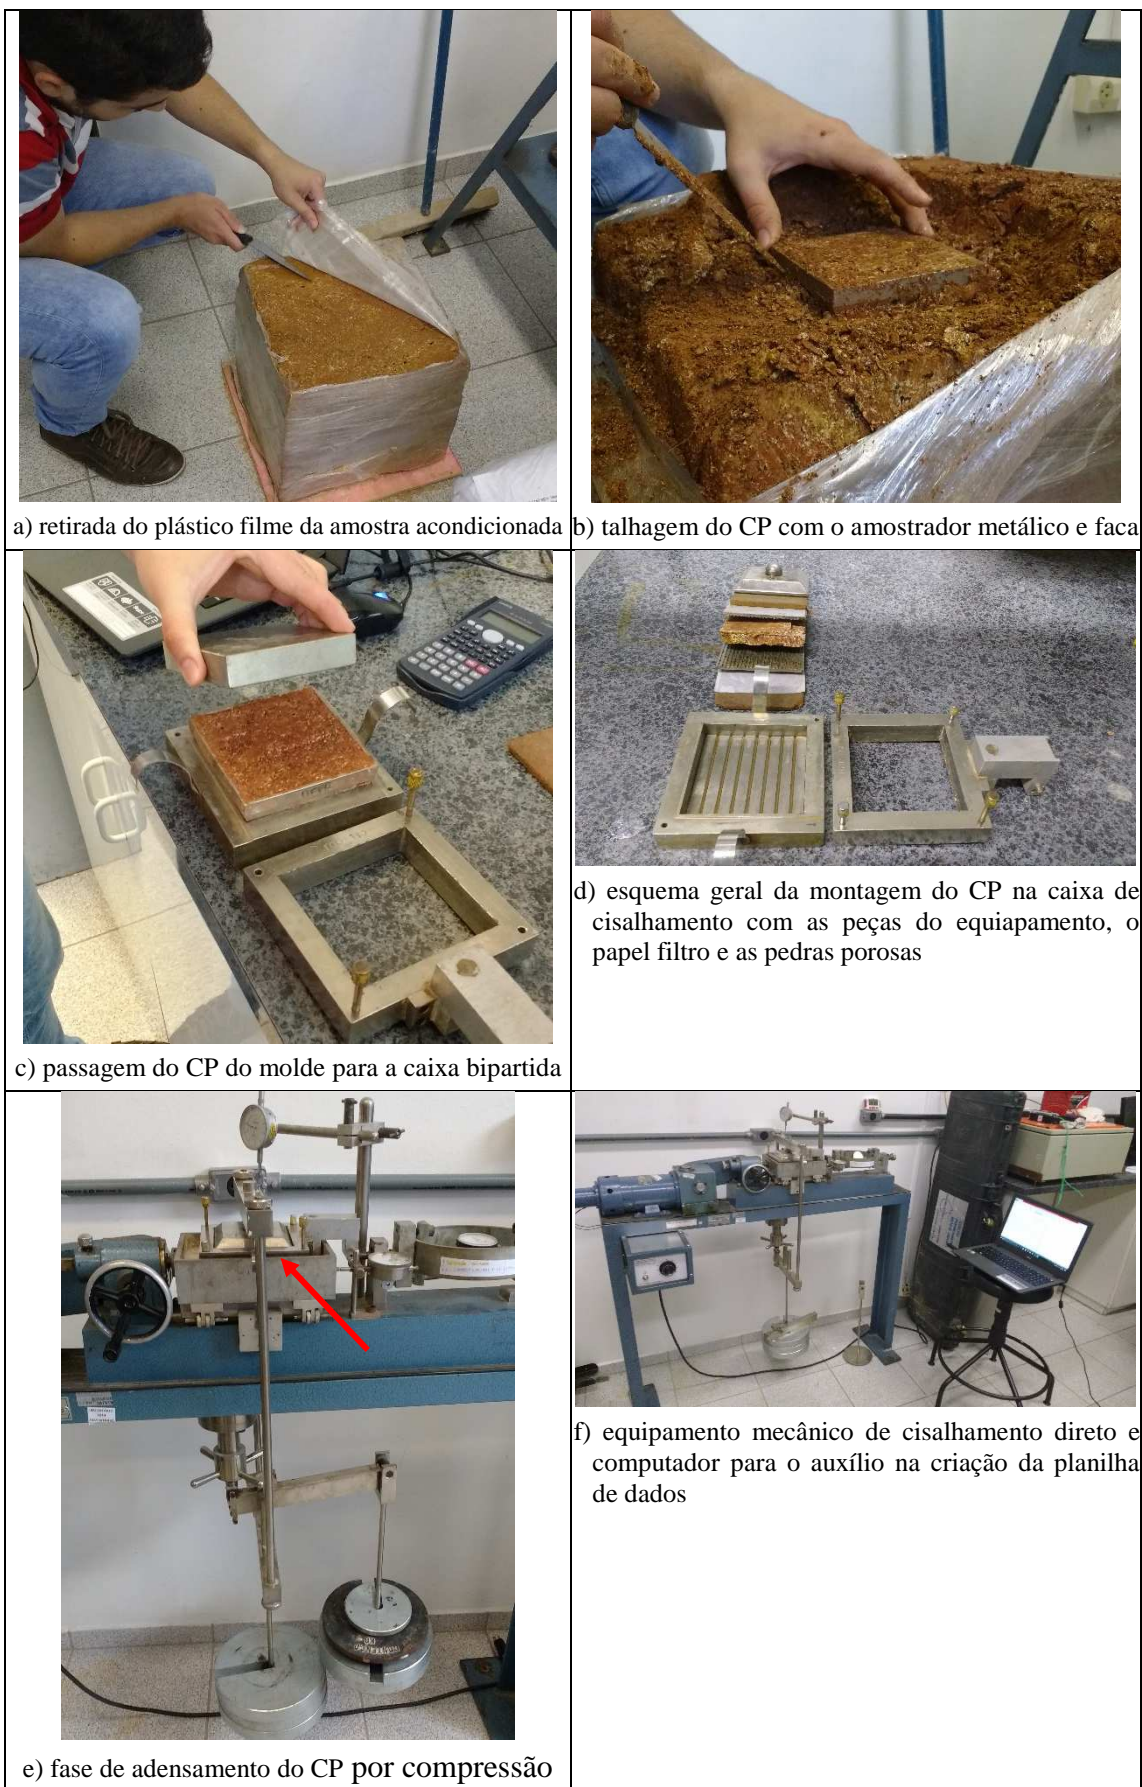 a) retirada do plástico filme da amostra acondicionada
b) talhagem do CP com o amostrador metálico e faca
c) passagem do CP do molde para a caixa bipartida
d) esquema geral da montagem do CP na caixa de
cisalhamento com as peças do equiapamento, o
papel filtro e as pedras porosas
e) fase de adensamento do CP por compressão
f) equipamento mecânico de cisalhamento direto e
computador para o auxílio na criação da planilha
de dados